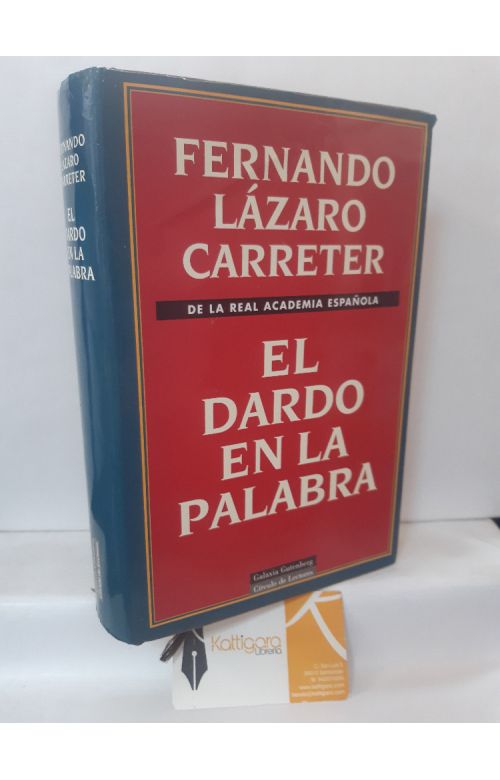 FERNANDO
LÁZARO
CARRETER
DE LA REAL ACADEMIA ESPAÑOLA
EL
DARDO
EN LA
PALABRA
Galaxia Gutenberg
Círculo de Lectores
FERNANDO
LÁZARO
CARRETER
EL
DARDO
EN LA
PALABRA
Kattigara
Librería